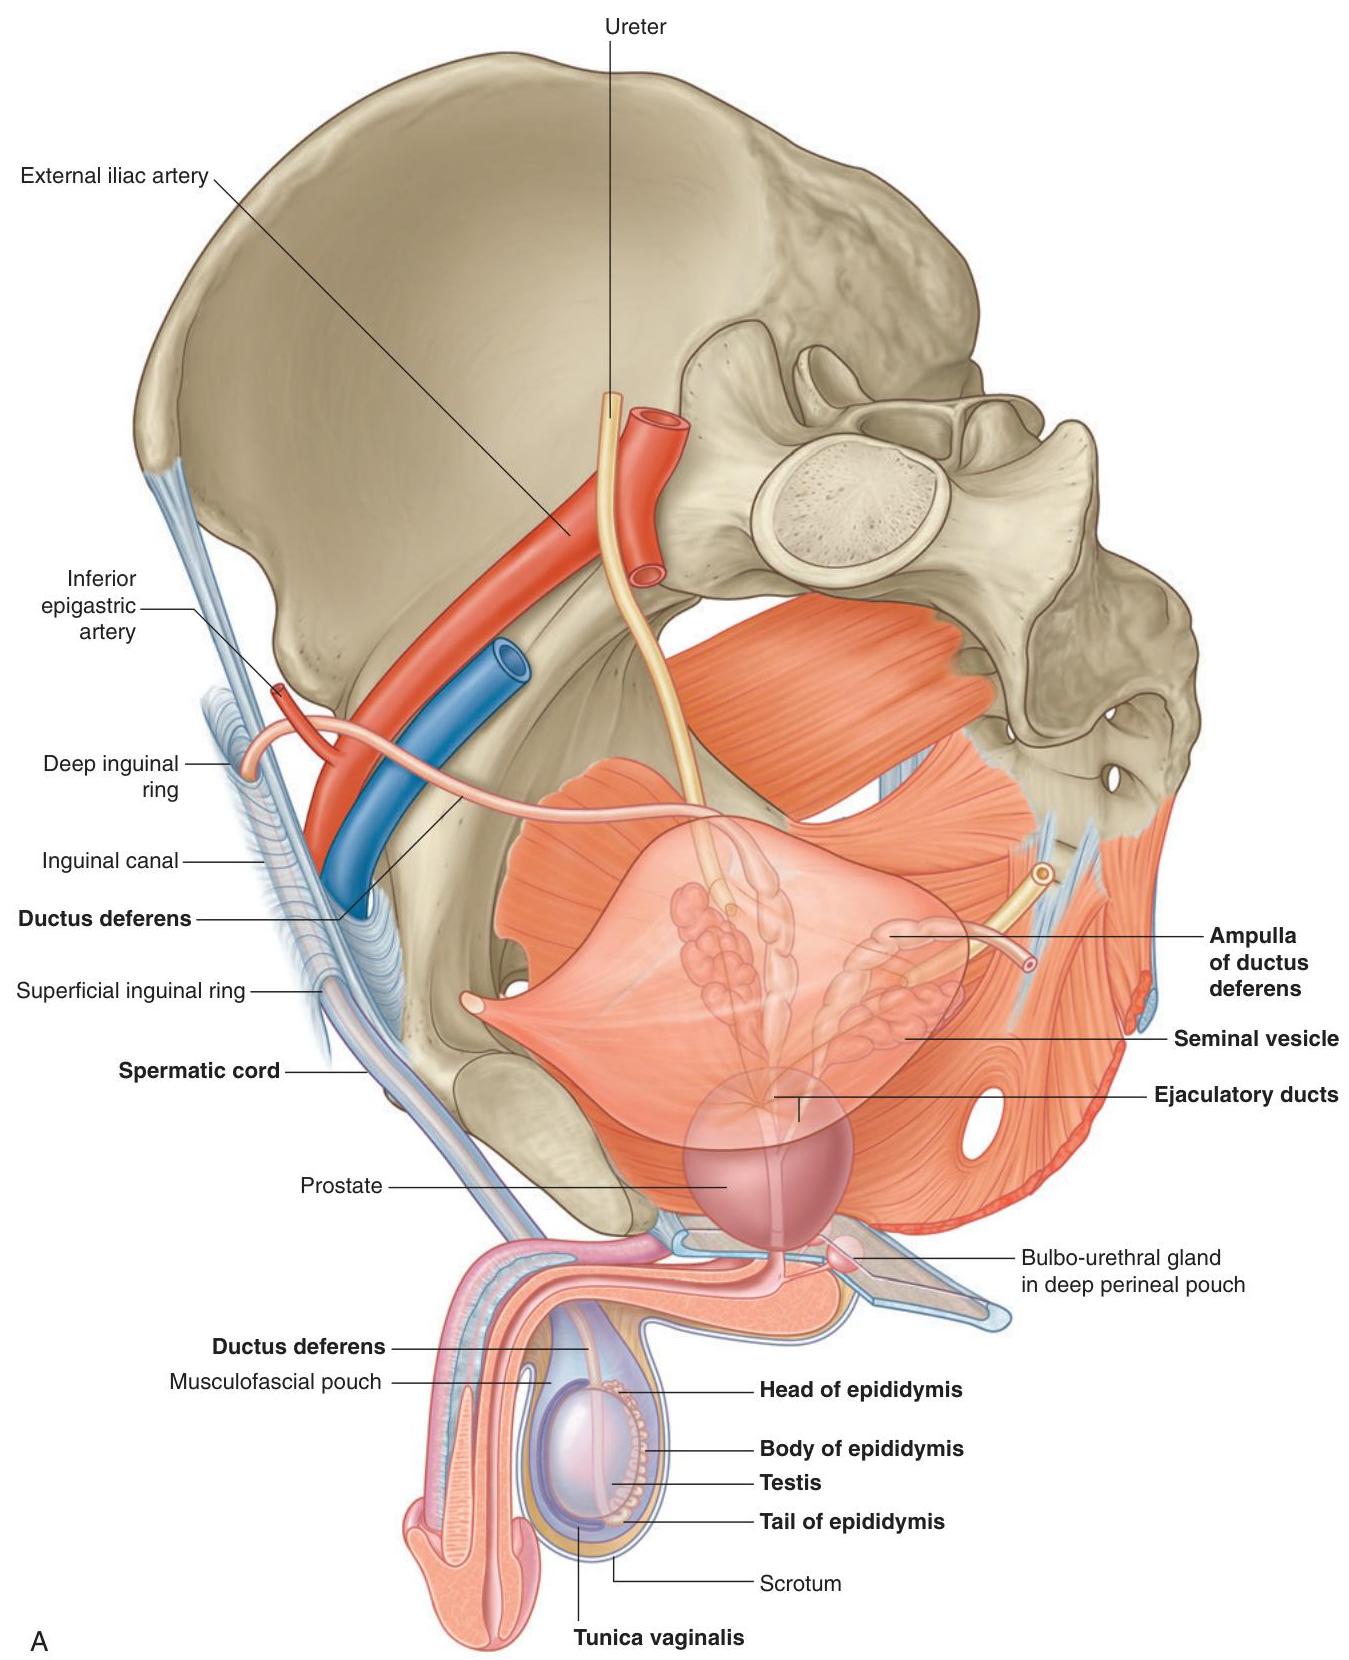 Ureter
External iliac artery
Inferior
epigastric
artery
Deep inguinal
ring
Inguinal canal
Ductus deferens
Superficial inguinal ring
Spermatic cord
Prostate
Ampulla
of ductus
deferens
Seminal vesicle
Ejaculatory ducts
Bulbo-urethral gland
in deep perineal pouch
Ductus deferens
Musculofascial pouch
Head of epididymis
Body of epididymis
Testis
Tail of epididymis
Scrotum
Tunica vaginalis
A